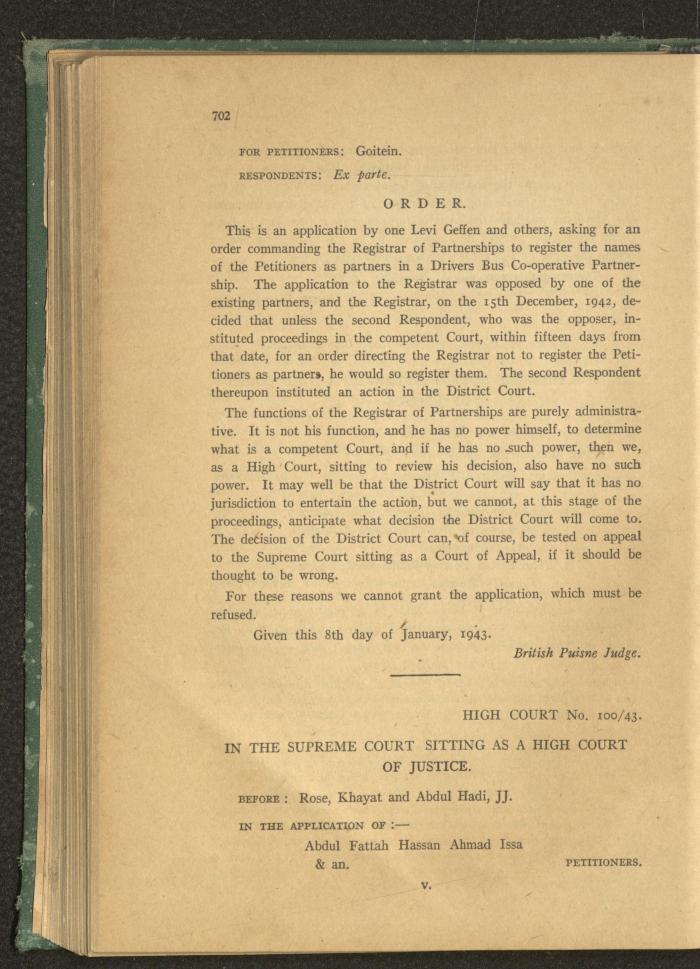 702
FOR PETITIONERS: Goitein.
RESPONDENTS: Ex parte.
ORDER.
This is an application by one Levi Geffen and others, asking for an
order commanding the Registrar of Partnerships to register the names
of the Petitioners as partners in a Drivers Bus Co-operative Partner-
ship. The application to the Registrar was opposed by one of the
existing partners, and the Registrar, on the 15th December, 1942, de-
cided that unless the second Respondent, who was the opposer, in-
stituted proceedings in the competent Court, within fifteen days from
that date, for an order directing the Registrar not to register the Peti-
tioners as partners, he would so register them. The second Respondent
thereupon instituted an action in the District Court.
The functions of the Registrar of Partnerships are purely administra-
tive. It is not his function, and he has no power himself, to determine
what is a competent Court, and if he has no such power, then we,
as a High Court, sitting to review his decision, also have no such
power. It may well be that the District Court will say that it has no
jurisdiction to entertain the action, but we cannot, at this stage of the
proceedings, anticipate what decision the District Court will come to.
The decision of the District Court can, of course, be tested on appeal
to the Supreme Court sitting as a Court of Appeal, if it should be
thought to be wrong.
For these reasons we cannot grant the application, which must be
refused.
Given this 8th day of January, 1943.
British Puisne Judge.
HIGH COURT No. 100/43.
IN THE SUPREME COURT SITTING AS A HIGH COURT
OF JUSTICE.
BEFORE: Rose, Khayat and Abdul Hadi, JJ.
IN THE APPLICATION OF :—
Abdul Fattah Hassan Ahmad Issa
& an. PETITIONERS.
v.